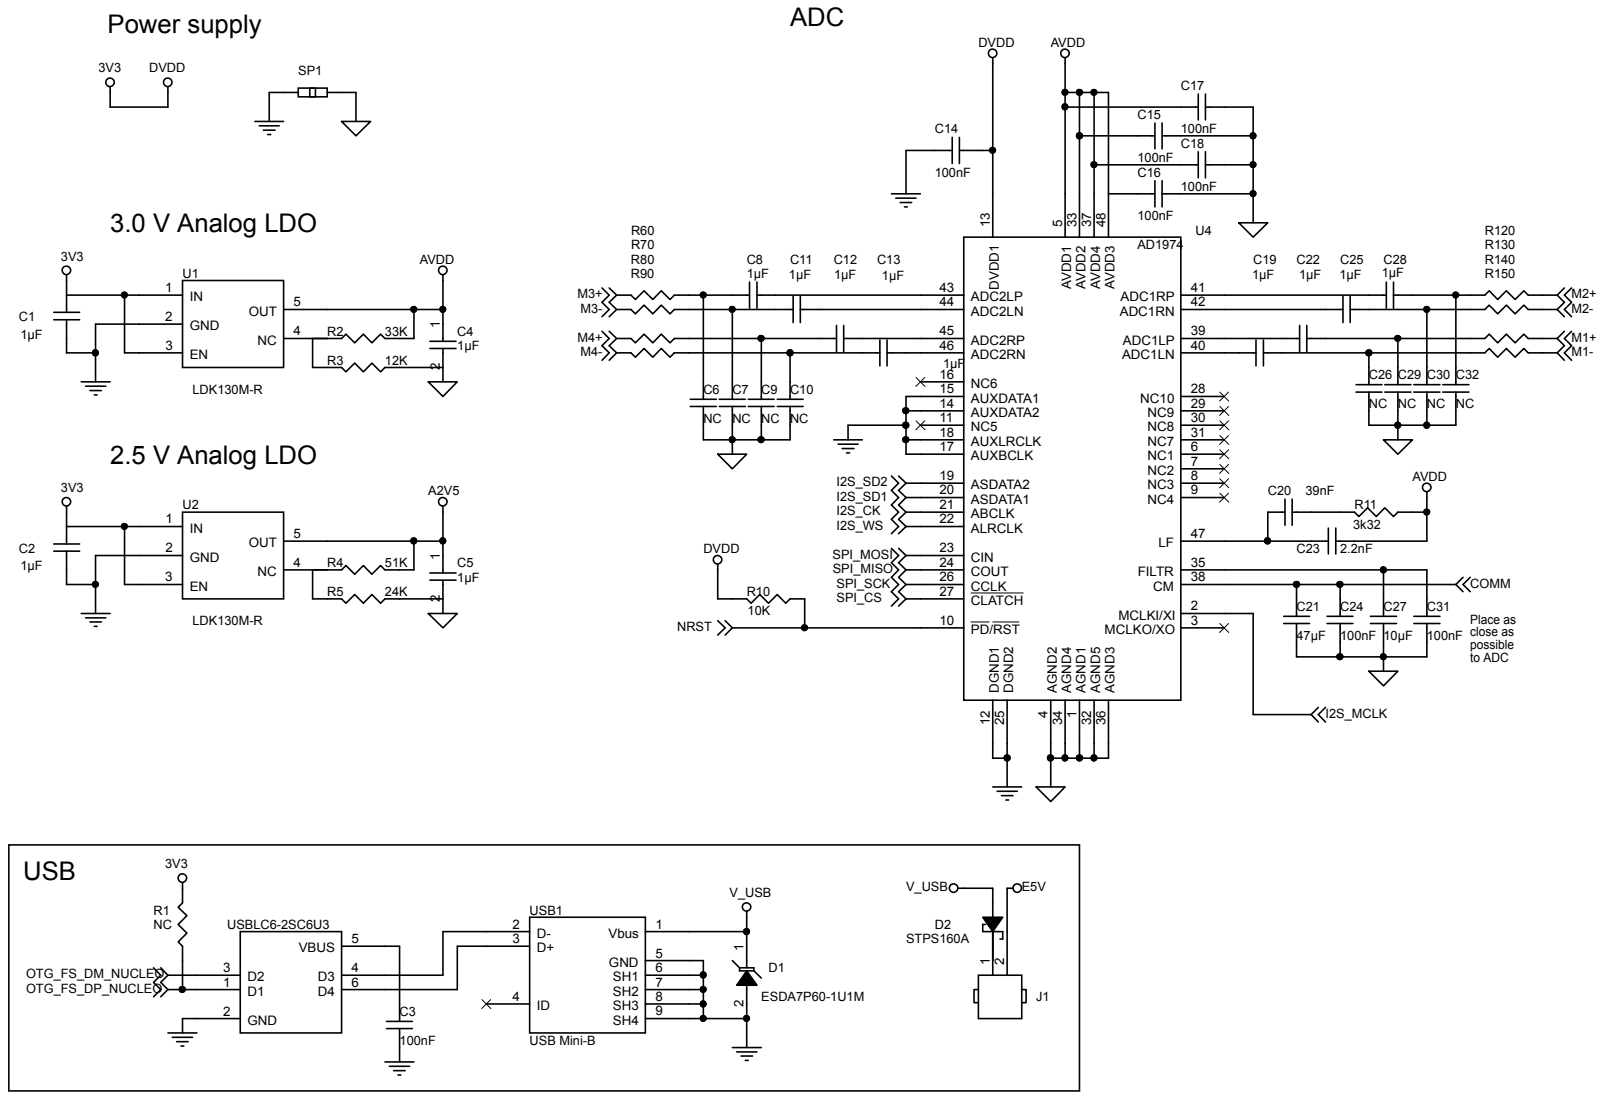 Power supply
3V3 DVDD
SP1
3.0 V Analog LDO
3V3
U1
AVDD
1 IN
OUT 5
2 GND
NC 4
3 EN
C1
1µF
R2 33K
R3 12K
1
C4
1µF
2
LDK130M-R
2.5 V Analog LDO
3V3
U2
A2V5
1 IN
OUT 5
2 GND
NC 4
3 EN
C2
1µF
R4 51K
R5 24K
1
C5
1µF
2
LDK130M-R
ADC
DVDD AVDD
C14
100nF
C17
100nF
C15
100nF
C18
100nF
C16
100nF
13 5 33 37 48
U4
AD1974
DVDD1 AVDD1 AVDD2 AVDD4 AVDD3
R60
R70
R80
R90
C8
1µF
C11
1µF
C12
1µF
C13
1µF
1µF
M3+
M3-
M4+
M4-
43 ADC2LP
44 ADC2LN
45 ADC2RP
46 ADC2RN
16 NC6
15 AUXDATA1
14 AUXDATA2
11 NC5
18 AUXLRCLK
17 AUXBCLK
C6 C7 C9 C10
NC NC NC NC
I2S_SD2 19 ASDATA2
I2S_SD1 20 ASDATA1
I2S_CK 21 ABCLK
I2S_WS 22 ALRCLK
SPI_MOSI 23 CIN
SPI_MISO 24 COUT
SPI_SCK 26 CCLK
SPI_CS 27 CLATCH
DVDD
R10
10K
NRST 10 PD/RST
DGND1 DGND2 AGND2 AGND4 AGND1 AGND5 AGND3
12 25 4 34 1 32 36
C19
1µF
C22
1µF
C25
1µF
C28
1µF
R120
R130
R140
R150
ADC1RP 41
ADC1RN 42
ADC1LP 39
ADC1LN 40
M2+
M2-
M1+
M1-
C26 C29 C30 C32
NC NC NC NC
NC10 28
NC9 29
NC8 30
NC7 31
NC1 6
NC2 7
NC3 8
NC4 9
AVDD
C20 39nF
R11
3k32
LF 47
C23 2.2nF
FILTR 35
CM 38
COMM
C21 C24 C27 C31
47µF 100nF 10µF 100nF
Place as
close as
possible
to ADC
MCLKI/XI 2
MCLKO/XO 3
I2S_MCLK
USB
3V3
R1
NC
USBLC6-2SC6U3
VBUS 5
OTG_FS_DM_NUCLEO 3 D2
OTG_FS_DP_NUCLEO 1 D1
D3 4
D4 6
2 GND
C3
100nF
USB1
2 D-
3 D+
4 ID
Vbus 1
GND 5
SH1 6
SH2 7
SH3 8
SH4 9
USB Mini-B
V_USB
1
D1
ESDA7P60-1U1M
2
V_USB E5V
D2
STPS160A
1 2
J1